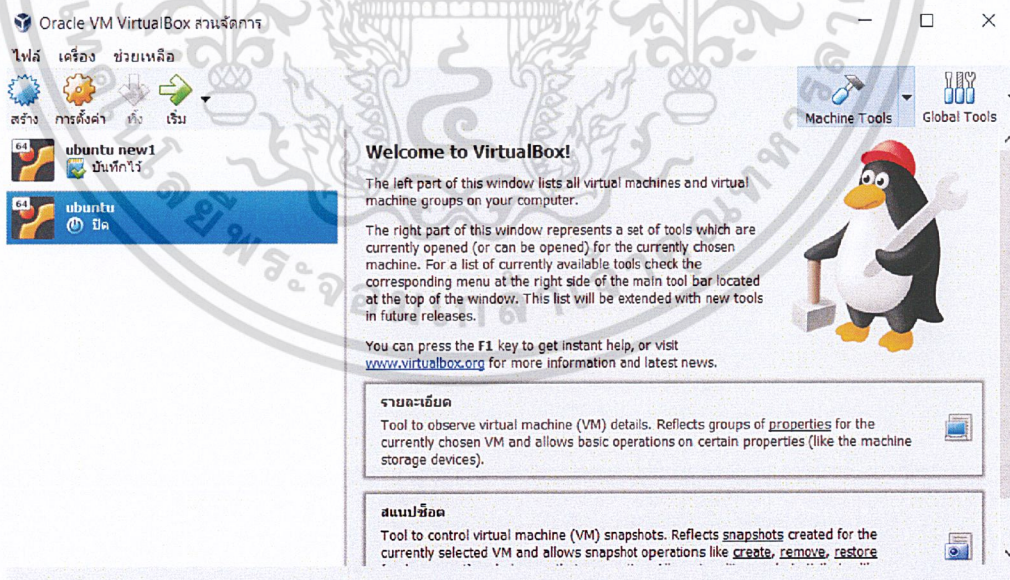 Oracle VM VirtualBox ส่วนจัดการ
ไฟล์ เครื่อง ช่วยเหลือ
สร้าง การตั้งค่า ทิ้ง เริ่ม
Machine Tools Global Tools
64 ubuntu new1
บันทึกไว้
64 ubuntu
ปิด
Welcome to VirtualBox!
The left part of this window lists all virtual machines and virtual
machine groups on your computer.
The right part of this window represents a set of tools which are
currently opened (or can be opened) for the currently chosen
machine. For a list of currently available tools check the
corresponding menu at the right side of the main tool bar located
at the top of the window. This list will be extended with new tools
in future releases.
You can press the F1 key to get instant help, or visit
www.virtualbox.org for more information and latest news.
รายละเอียด
Tool to observe virtual machine (VM) details. Reflects groups of properties for the
currently chosen VM and allows basic operations on certain properties (like the machine
storage devices).
สแนปช็อต
Tool to control virtual machine (VM) snapshots. Reflects snapshots created for the
currently selected VM and allows snapshot operations like create, remove, restore